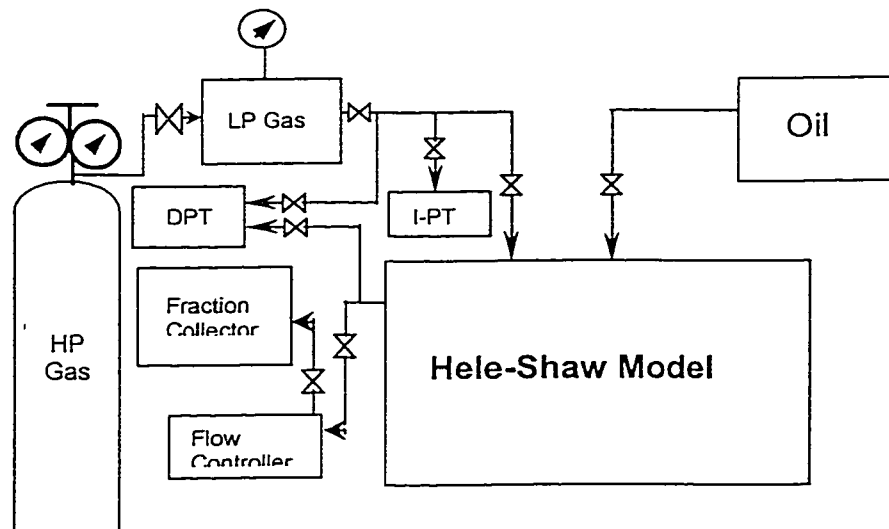 LP Gas
Oil
DPT
I-PT
Fraction
Collector
HP
Gas
Hele-Shaw Model
Flow
Controller